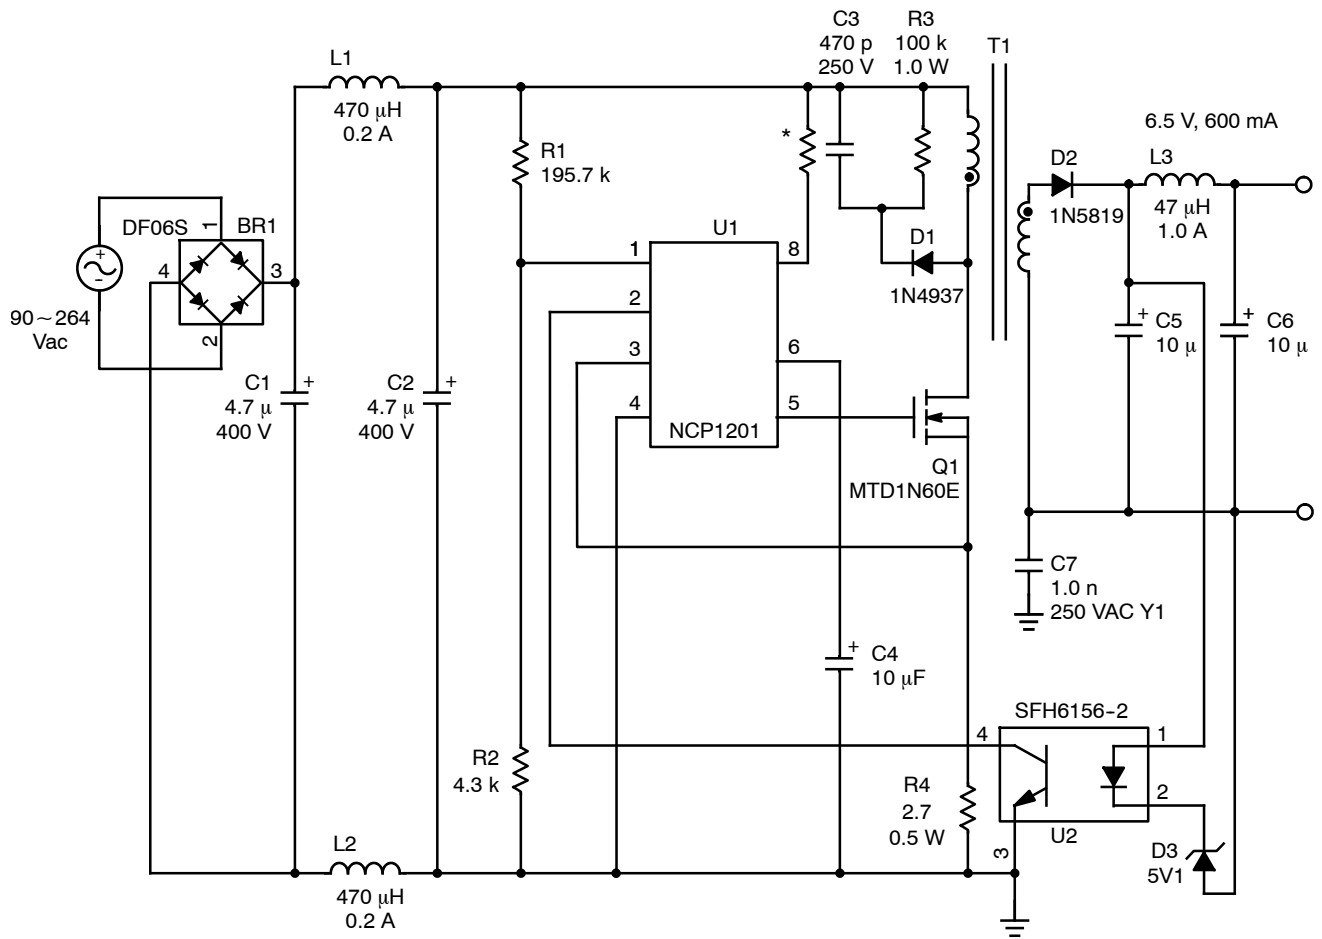 C3
470 p
250 V
R3
100 k
1.0 W
T1
L1
470 µH
0.2 A
6.5 V, 600 mA
*
R1
195.7 k
D2
1N5819
L3
47 µH
1.0 A
DF06S
BR1
1
4
3
2
+
−
90~264
Vac
U1
1
2
3
4
8
6
5
NCP1201
D1
1N4937
C1
4.7 µ
400 V
+
C2
4.7 µ
400 V
+
+
C5
10 µ
+
C6
10 µ
Q1
MTD1N60E
C7
1.0 n
250 VAC Y1
+
C4
10 µF
SFH6156-2
4
1
2
3
U2
R2
4.3 k
R4
2.7
0.5 W
D3
5V1
L2
470 µH
0.2 A